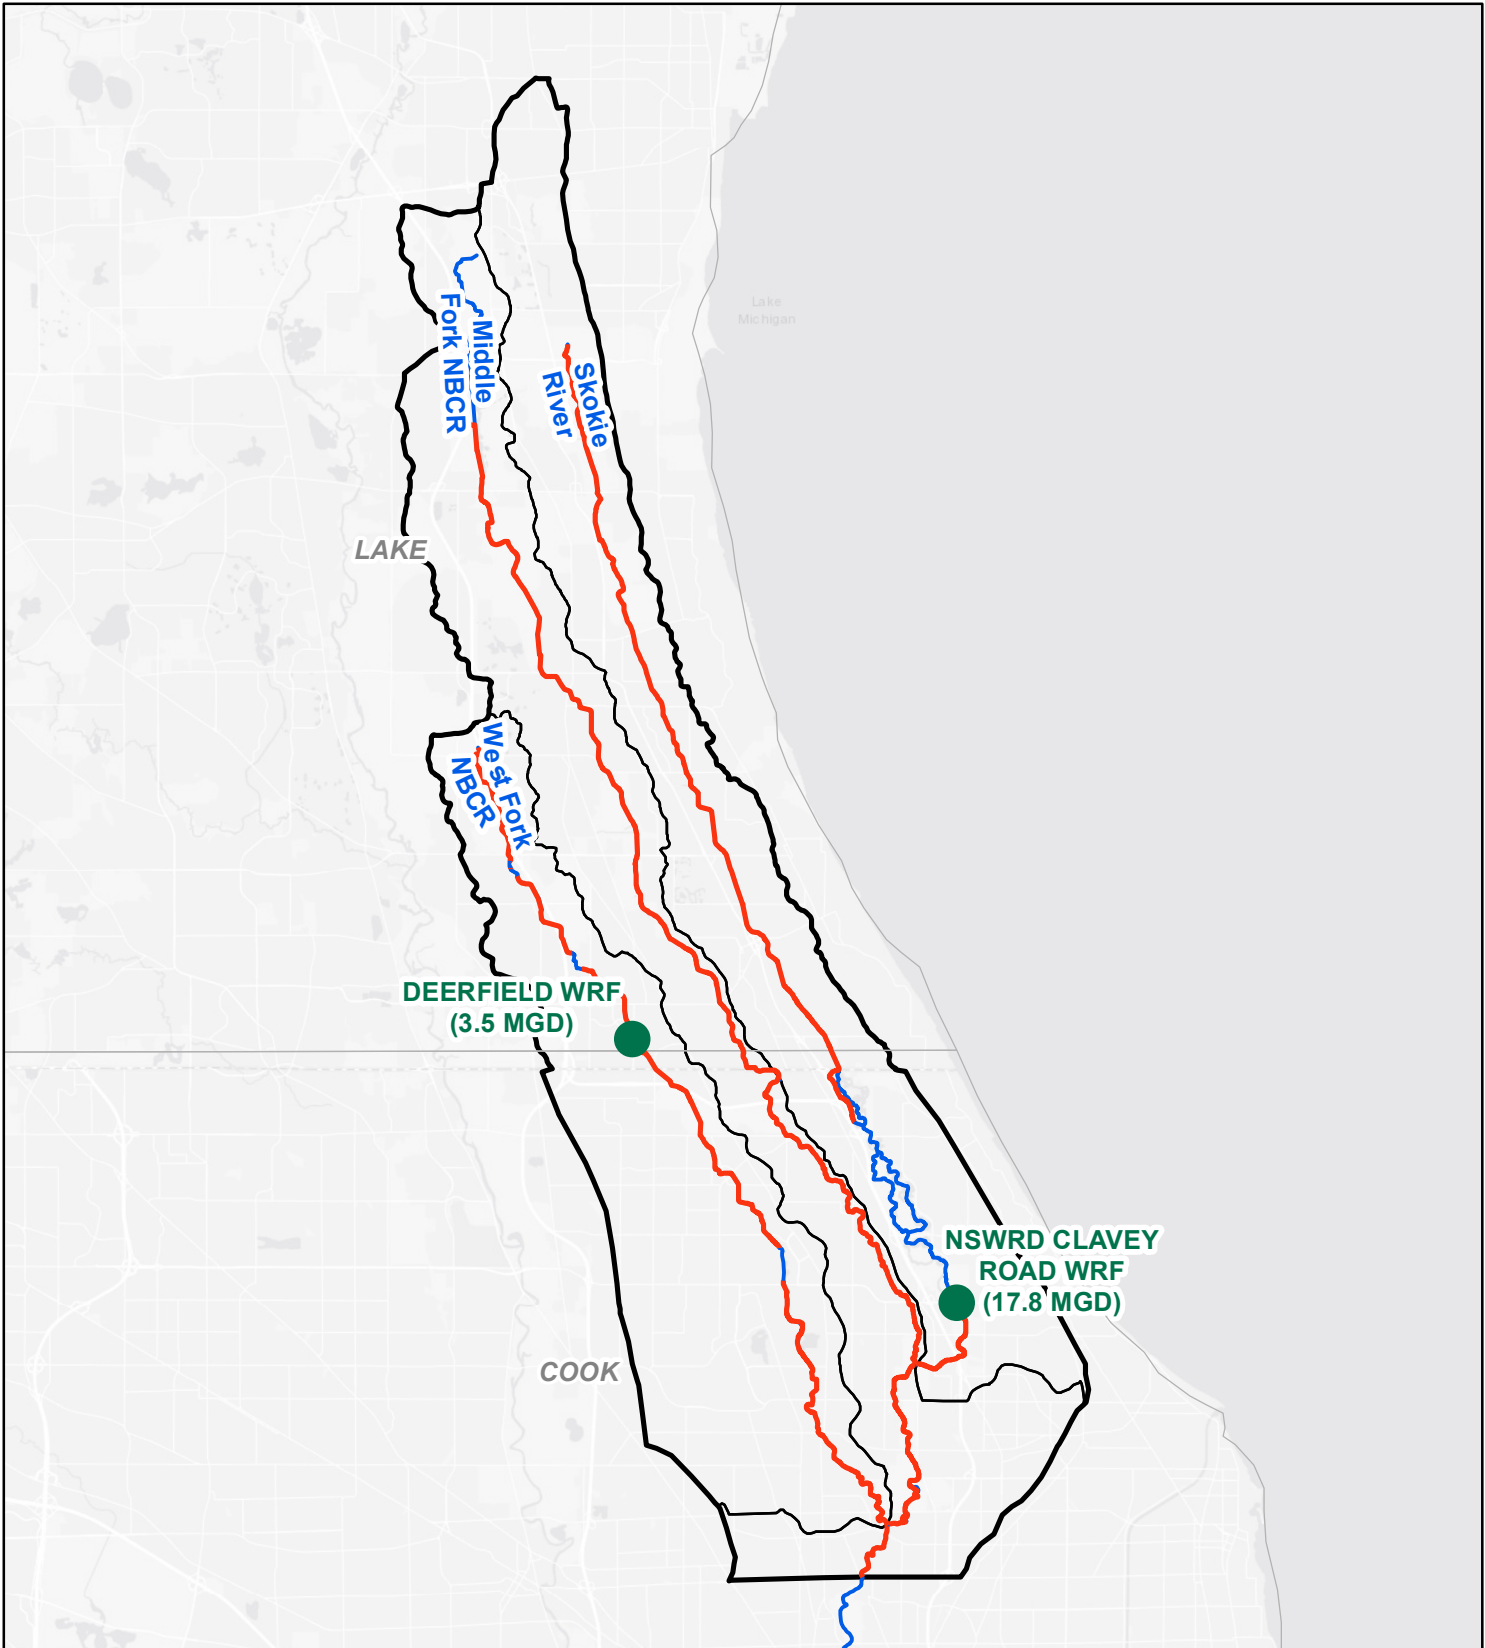 Lake
Michigan
Middle
Fork NBCR
Skokie
River
LAKE
West Fork
NBCR
DEERFIELD WRF
(3.5 MGD)
NSWRD CLAVEY
ROAD WRF
(17.8 MGD)
COOK